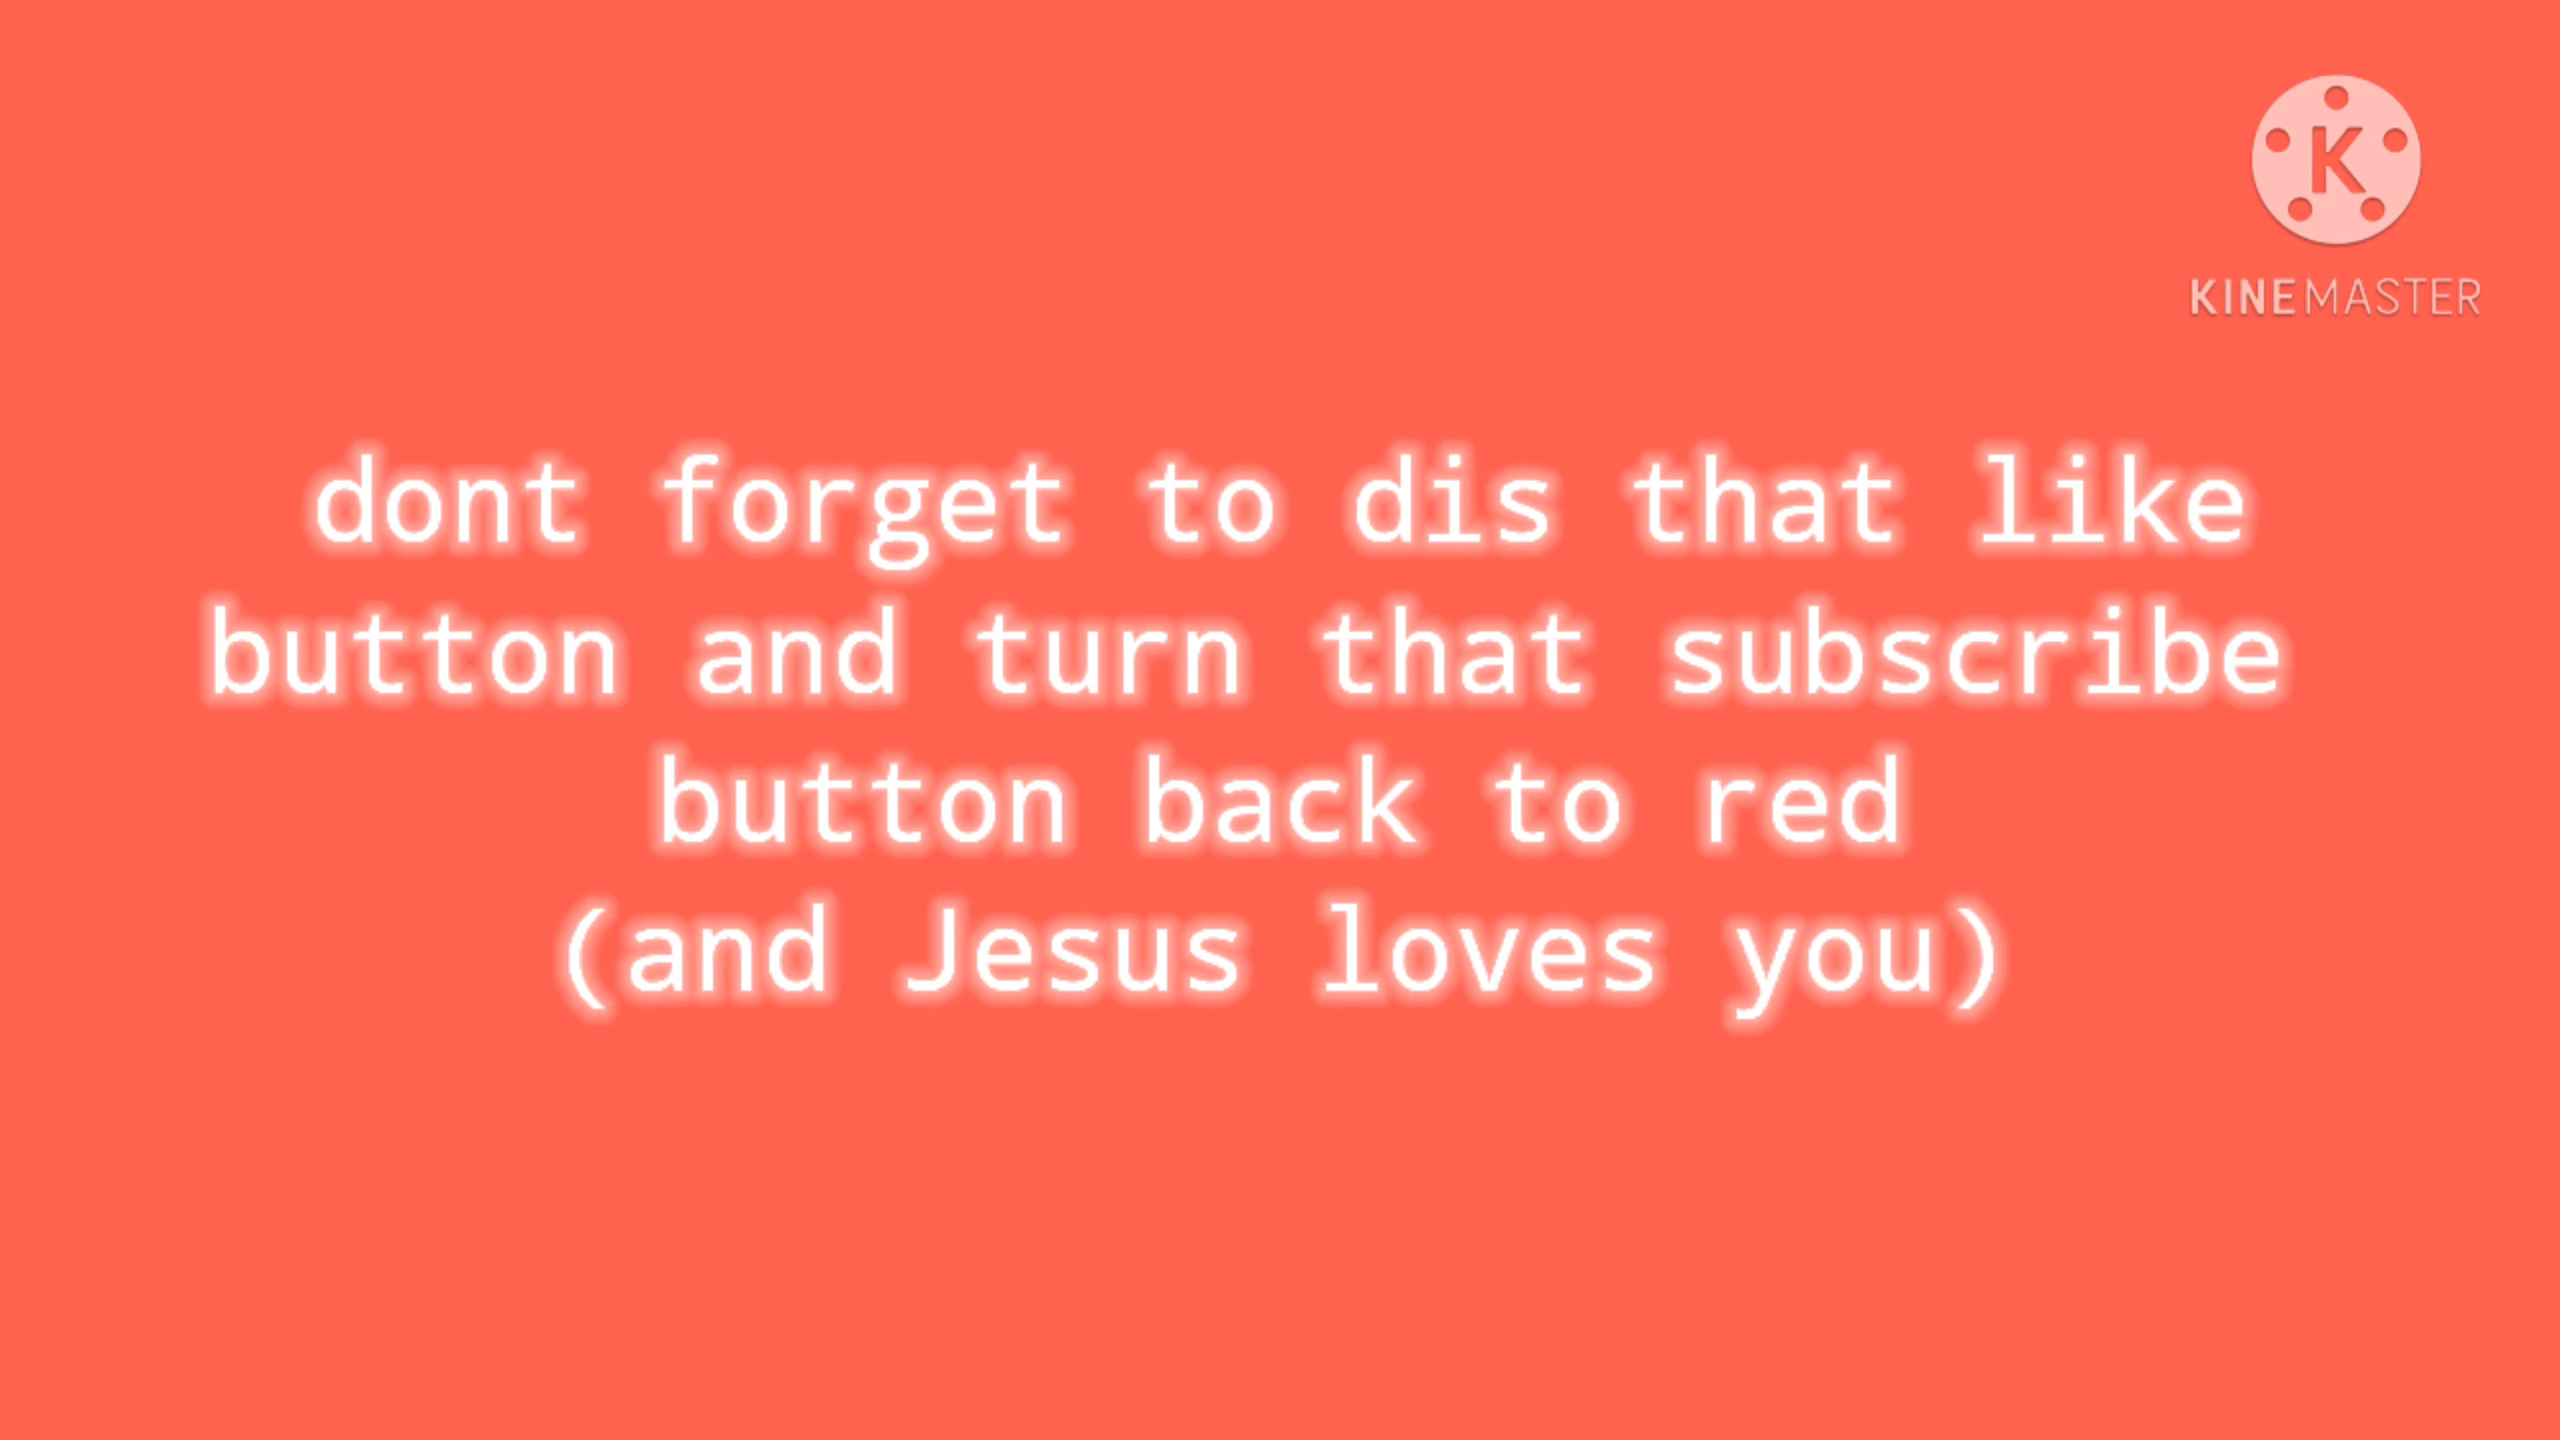 K
KINEMASTER
dont forget to dis that like
button and turn that subscribe
button back to red
(and Jesus loves you)